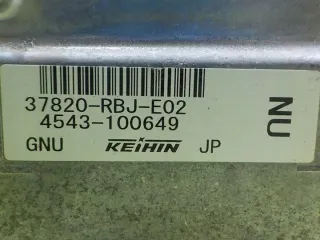 37820-RBJ-E02
4543-100649
GNU KEIHIN JP
NU